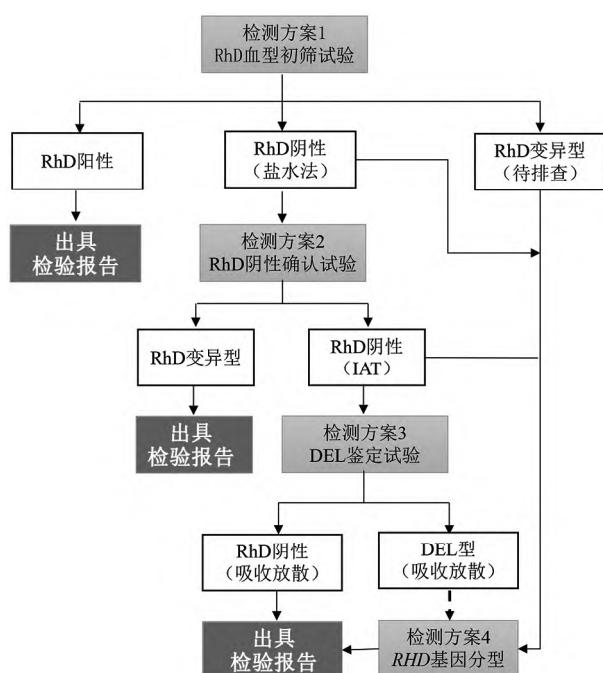 检测方案1
RhD血型初筛试验
RhD阳性
RhD阴性
（盐水法）
RhD变异型
（待排查）
出具
检验报告
检测方案2
RhD阴性确认试验
RhD变异型
RhD阴性
（IAT）
出具
检验报告
检测方案3
DEL鉴定试验
RhD阴性
（吸收放散）
DEL型
（吸收放散）
出具
检验报告
检测方案4
RHD基因分型